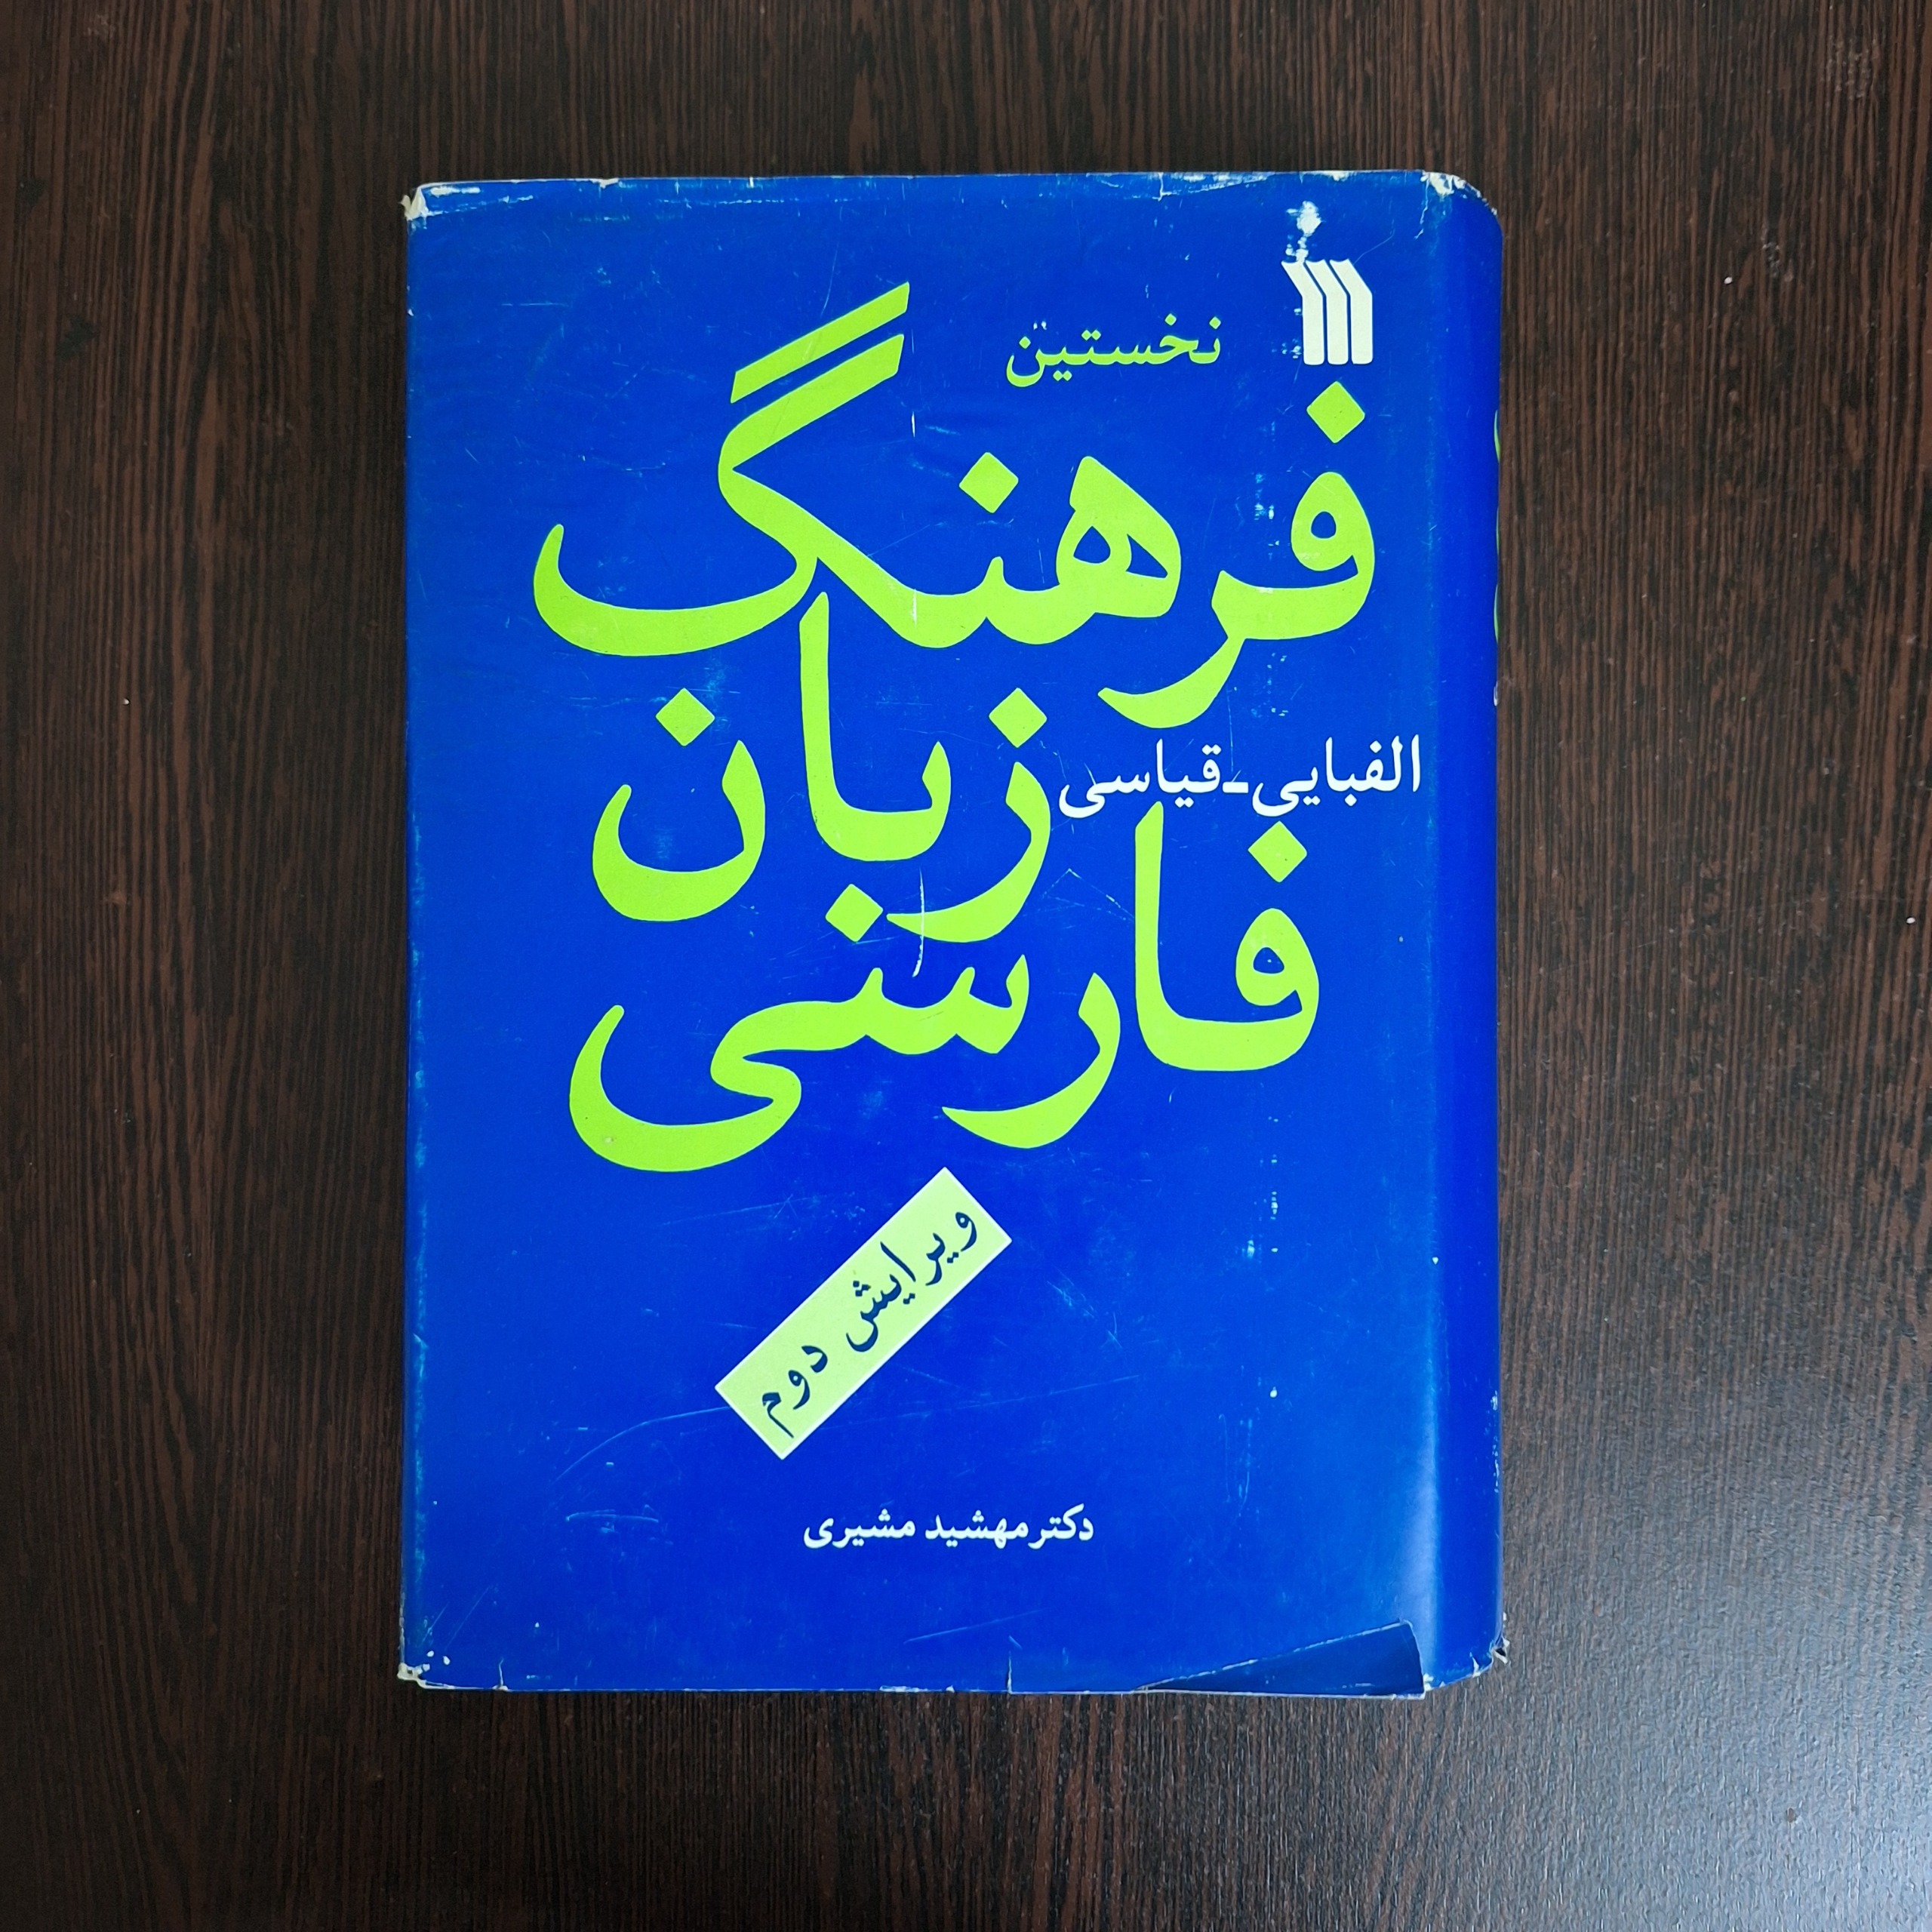 نخستین
فرهنگ
زبان
الفبایی-قیاسی
فارسی
ویرایش دوم
دکتر مهشید مشیری